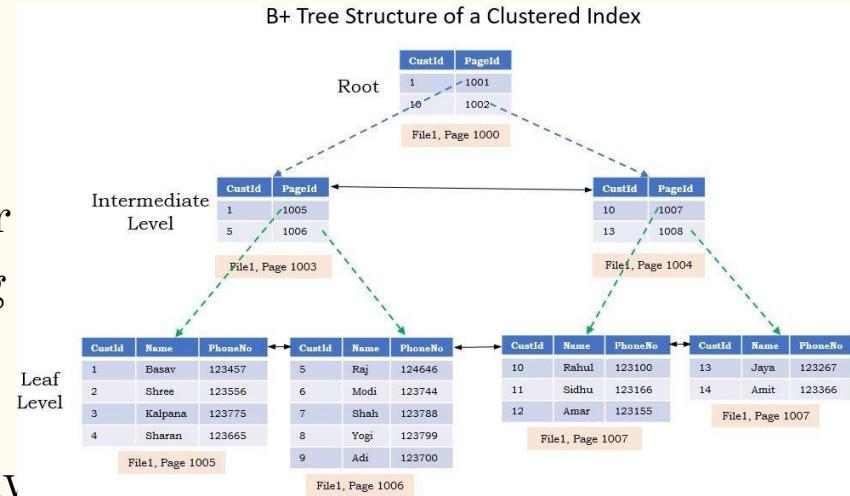 B+ Tree Structure of a Clustered Index
Root
CustId PageId
1 1001
10 1002
File1, Page 1000
Intermediate
Level
CustId PageId
1 1005
5 1006
File1, Page 1003
CustId PageId
10 1007
13 1008
File1, Page 1004
Leaf
Level
CustId Name PhoneNo
1 Basav 123457
2 Shree 123556
3 Kalpana 123775
4 Sharan 123665
File1, Page 1005
CustId Name PhoneNo
5 Raj 124646
6 Modi 123744
7 Shah 123788
8 Yogi 123799
9 Adi 123700
File1, Page 1006
CustId Name PhoneNo
10 Rahul 123100
11 Sidhu 123166
12 Amar 123155
File1, Page 1007
CustId Name PhoneNo
13 Jaya 123267
14 Amit 123366
File1, Page 1007